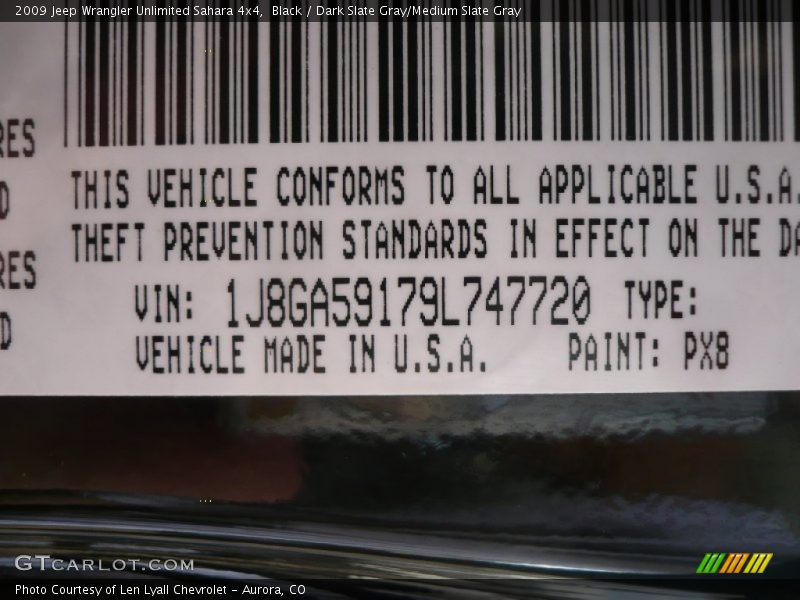 2009 Jeep Wrangler Unlimited Sahara 4x4,  Black / Dark Slate Gray/Medium Slate Gray
RES
D
RES
D
THIS VEHICLE CONFORMS TO ALL APPLICABLE U.S.A.
THEFT PREVENTION STANDARDS IN EFFECT ON THE DA
VIN: 1J8GA59179L747720 TYPE:
VEHICLE MADE IN U.S.A. PAINT: PX8
GTCARLOT.COM
Photo Courtesy of Len Lyall Chevrolet – Aurora, CO